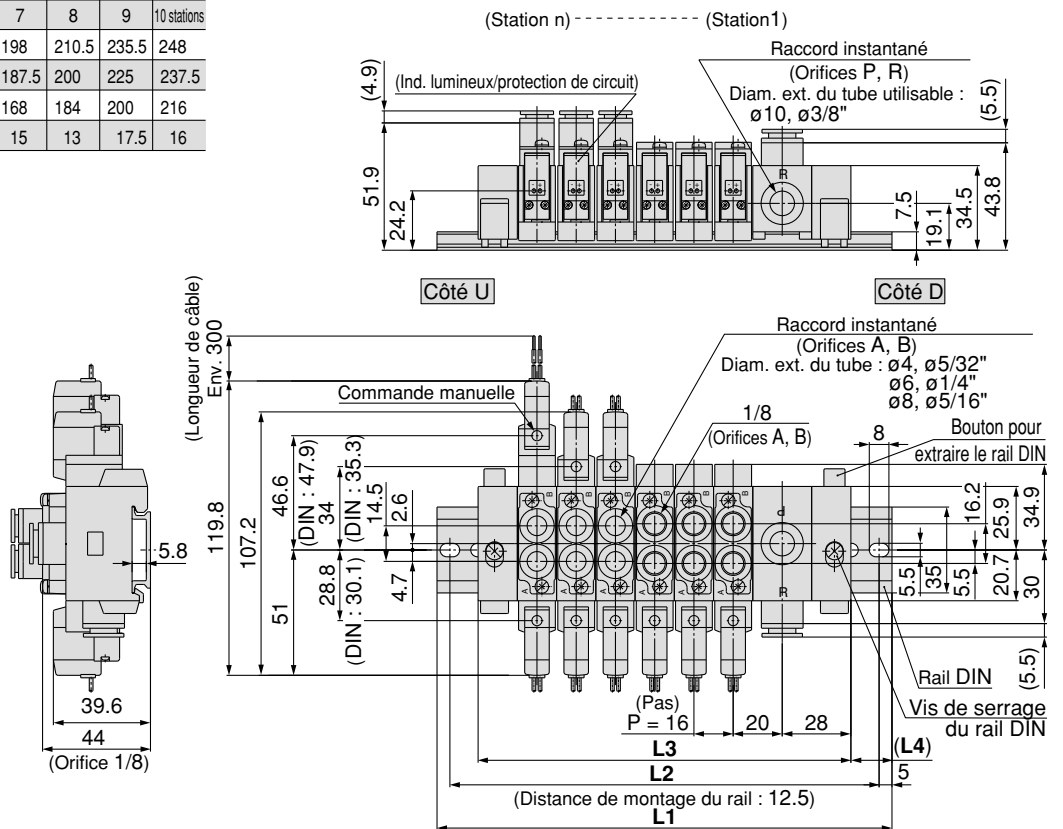 7 8 9 10 stations
198 210.5 235.5 248
187.5 200 225 237.5
168 184 200 216
15 13 17.5 16
(Station n) (Station1)
Raccord instantané
(Orifices P, R)
Diam. ext. du tube utilisable :
ø10, ø3/8"
(Ind. lumineux/protection de circuit)
(4.9)
51.9
24.2
(5.5)
R
7.5
19.1
34.5
43.8
Côté U
Côté D
(Longueur de câble)
Env. 300
Raccord instantané
(Orifices A, B)
Diam. ext. du tube : ø4, ø5/32"
ø6, ø1/4"
ø8, ø5/16"
Commande manuelle
1/8
(Orifices A, B)
8
Bouton pour
extraire le rail DIN
119.8
107.2
46.6
(DIN : 47.9)
34
(DIN : 35.3)
14.5
2.6
51
28.8
(DIN : 30.1)
4.7
B B B B B B
A A A A A A
P
R
16.2
25.9
34.9
5.5
35
5.5
20.7
30
(5.5)
5.8
39.6
44
(Orifice 1/8)
Rail DIN
Vis de serrage
du rail DIN
(Pas)
P = 16
20
28
L3
(L4)
L2
5
(Distance de montage du rail : 12.5)
L1